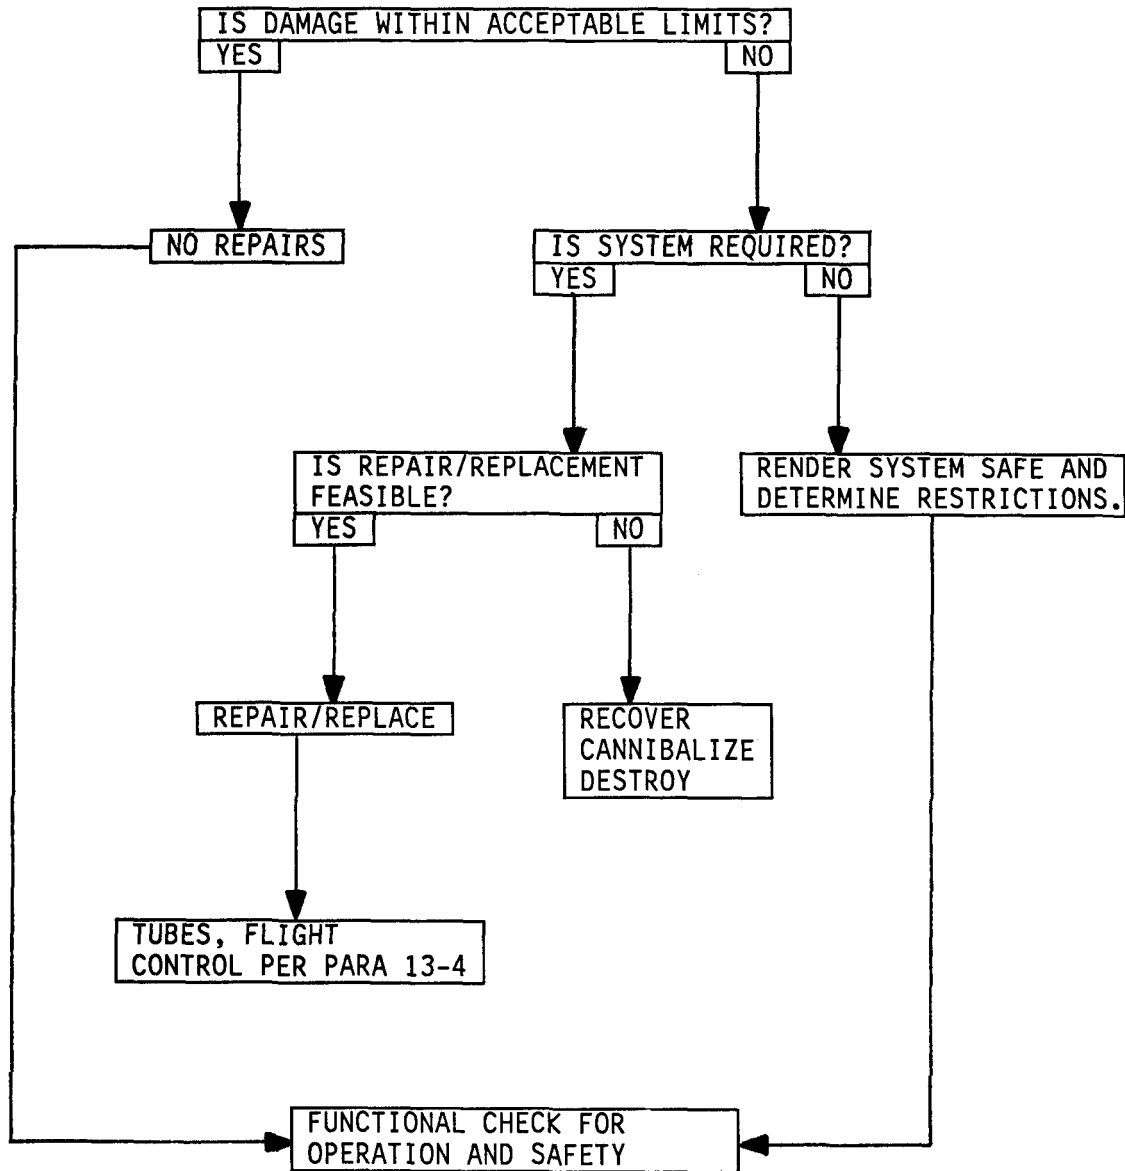 IS DAMAGE WITHIN ACCEPTABLE LIMITS?
YES
NO
NO REPAIRS
IS SYSTEM REQUIRED?
YES
NO
IS REPAIR/REPLACEMENT
FEASIBLE?
YES
NO
RENDER SYSTEM SAFE AND
DETERMINE RESTRICTIONS.
REPAIR/REPLACE
RECOVER
CANNIBALIZE
DESTROY
TUBES, FLIGHT
CONTROL PER PARA 13-4
FUNCTIONAL CHECK FOR
OPERATION AND SAFETY